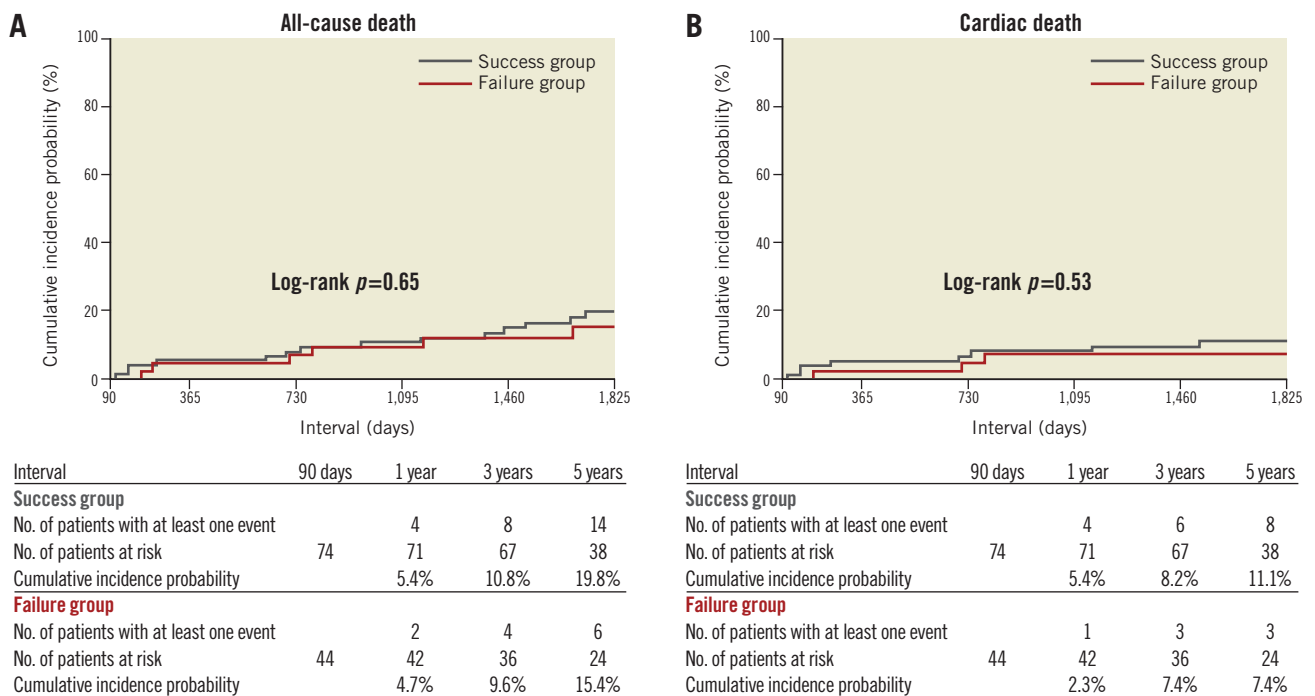 A
All-cause death
Cumulative incidence probability (%)
100
80
60
40
20
0
Success group
Failure group
Log-rank p=0.65
90 365 730 1,095 1,460 1,825
Interval (days)
Interval 90 days 1 year 3 years 5 years
Success group
No. of patients with at least one event 4 8 14
No. of patients at risk 74 71 67 38
Cumulative incidence probability 5.4% 10.8% 19.8%
Failure group
No. of patients with at least one event 2 4 6
No. of patients at risk 44 42 36 24
Cumulative incidence probability 4.7% 9.6% 15.4%
B
Cardiac death
Cumulative incidence probability (%)
100
80
60
40
20
0
Success group
Failure group
Log-rank p=0.53
90 365 730 1,095 1,460 1,825
Interval (days)
Interval 90 days 1 year 3 years 5 years
Success group
No. of patients with at least one event 4 6 8
No. of patients at risk 74 71 67 38
Cumulative incidence probability 5.4% 8.2% 11.1%
Failure group
No. of patients with at least one event 1 3 3
No. of patients at risk 44 42 36 24
Cumulative incidence probability 2.3% 7.4% 7.4%